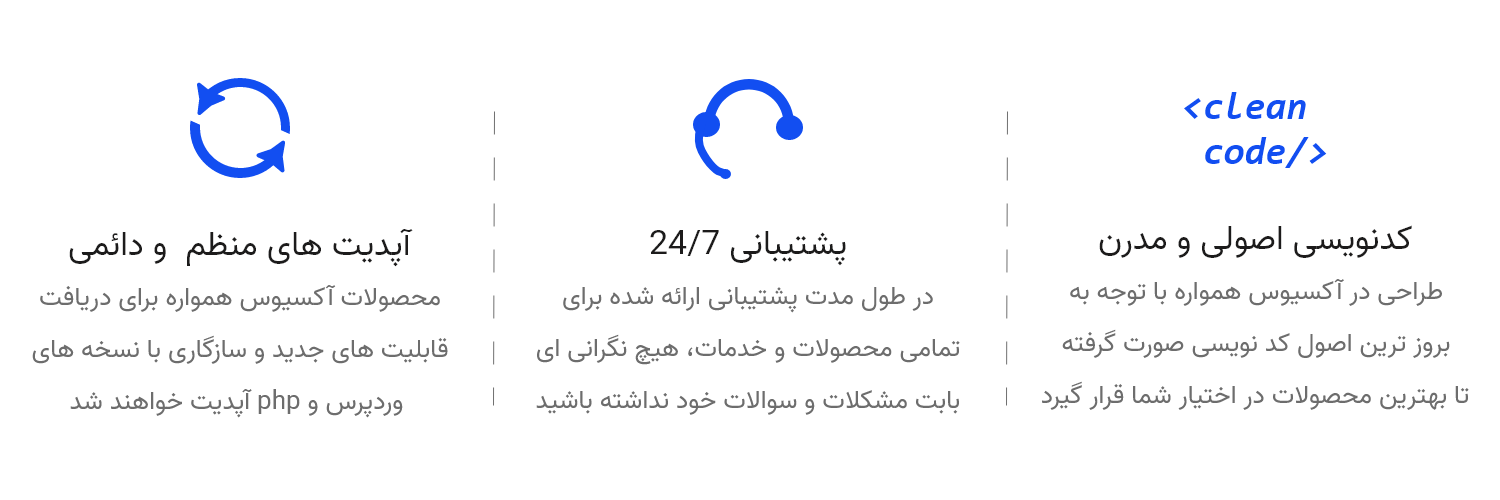 <clean
code/>
کدنویسی اصولی و مدرن
طراحی در آکسیوس همواره با توجه به
بروز ترین اصول کد نویسی صورت گرفته
تا بهترین محصولات در اختیار شما قرار گیرد
پشتیبانی 24/7
در طول مدت پشتیبانی ارائه شده برای
تمامی محصولات و خدمات، هیچ نگرانی ای
بابت مشکلات و سوالات خود نداشته باشید
آپدیت های منظم و دائمی
محصولات آکسیوس همواره برای دریافت
قابلیت های جدید و سازگاری با نسخه های
وردپرس و php آپدیت خواهند شد